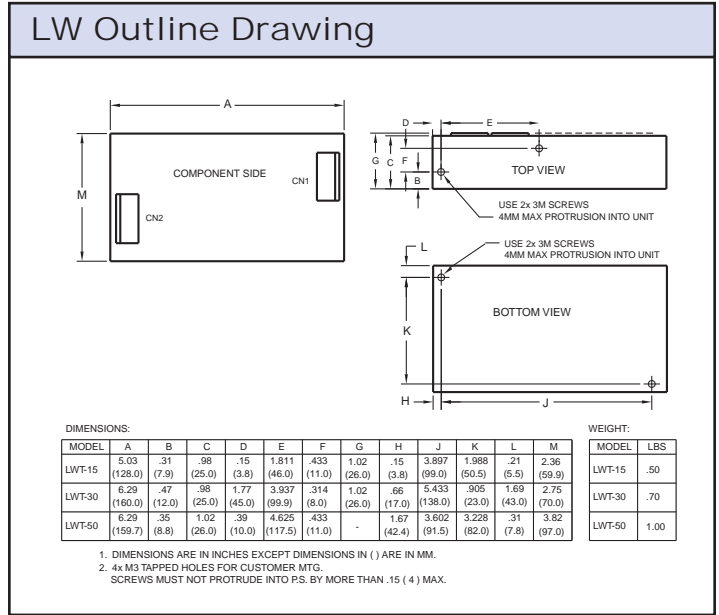 LW Outline Drawing
A
M
COMPONENT SIDE
CN1
CN2
D
E
G
C
F
B
TOP VIEW
USE 2x 3M SCREWS
4MM MAX PROTRUSION INTO UNIT
L
USE 2x 3M SCREWS
4MM MAX PROTRUSION INTO UNIT
BOTTOM VIEW
K
H
J
DIMENSIONS:
MODEL A B C D E F G H J K L M
LWT-15 5.03 .31 .98 .15 1.811 .433 1.02 .15 3.897 1.988 .21 2.36
(128.0) (7.9) (25.0) (3.8) (46.0) (11.0) (26.0) (3.8) (99.0) (50.5) (5.5) (59.9)
LWT-30 6.29 .47 .98 1.77 3.937 .314 1.02 .66 5.433 .905 1.69 2.75
(160.0) (12.0) (25.0) (45.0) (99.9) (8.0) (26.0) (17.0) (138.0) (23.0) (43.0) (70.0)
LWT-50 6.29 .35 1.02 .39 4.625 .433 - 1.67 3.602 3.228 .31 3.82
(159.7) (8.8) (26.0) (10.0) (117.5) (11.0) (42.4) (91.5) (82.0) (7.8) (97.0)
WEIGHT:
MODEL LBS
LWT-15 .50
LWT-30 .70
LWT-50 1.00
1. DIMENSIONS ARE IN INCHES EXCEPT DIMENSIONS IN ( ) ARE IN MM.
2. 4x M3 TAPPED HOLES FOR CUSTOMER MTG.
SCREWS MUST NOT PROTRUDE INTO P.S. BY MORE THAN .15 ( 4 ) MAX.